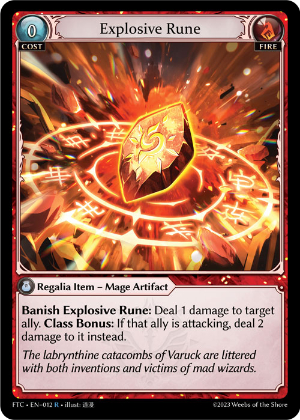 0
Explosive Rune
COST
FIRE
Regalia Item – Mage Artifact
Banish Explosive Rune: Deal 1 damage to target
ally. Class Bonus: If that ally is attacking, deal 2
damage to it instead.
The labyrinthine catacombs of Varuck are littered
with both inventions and victims of mad wizards.
FTC • EN–012 R • illust:
©2023 Weebs of the Shore